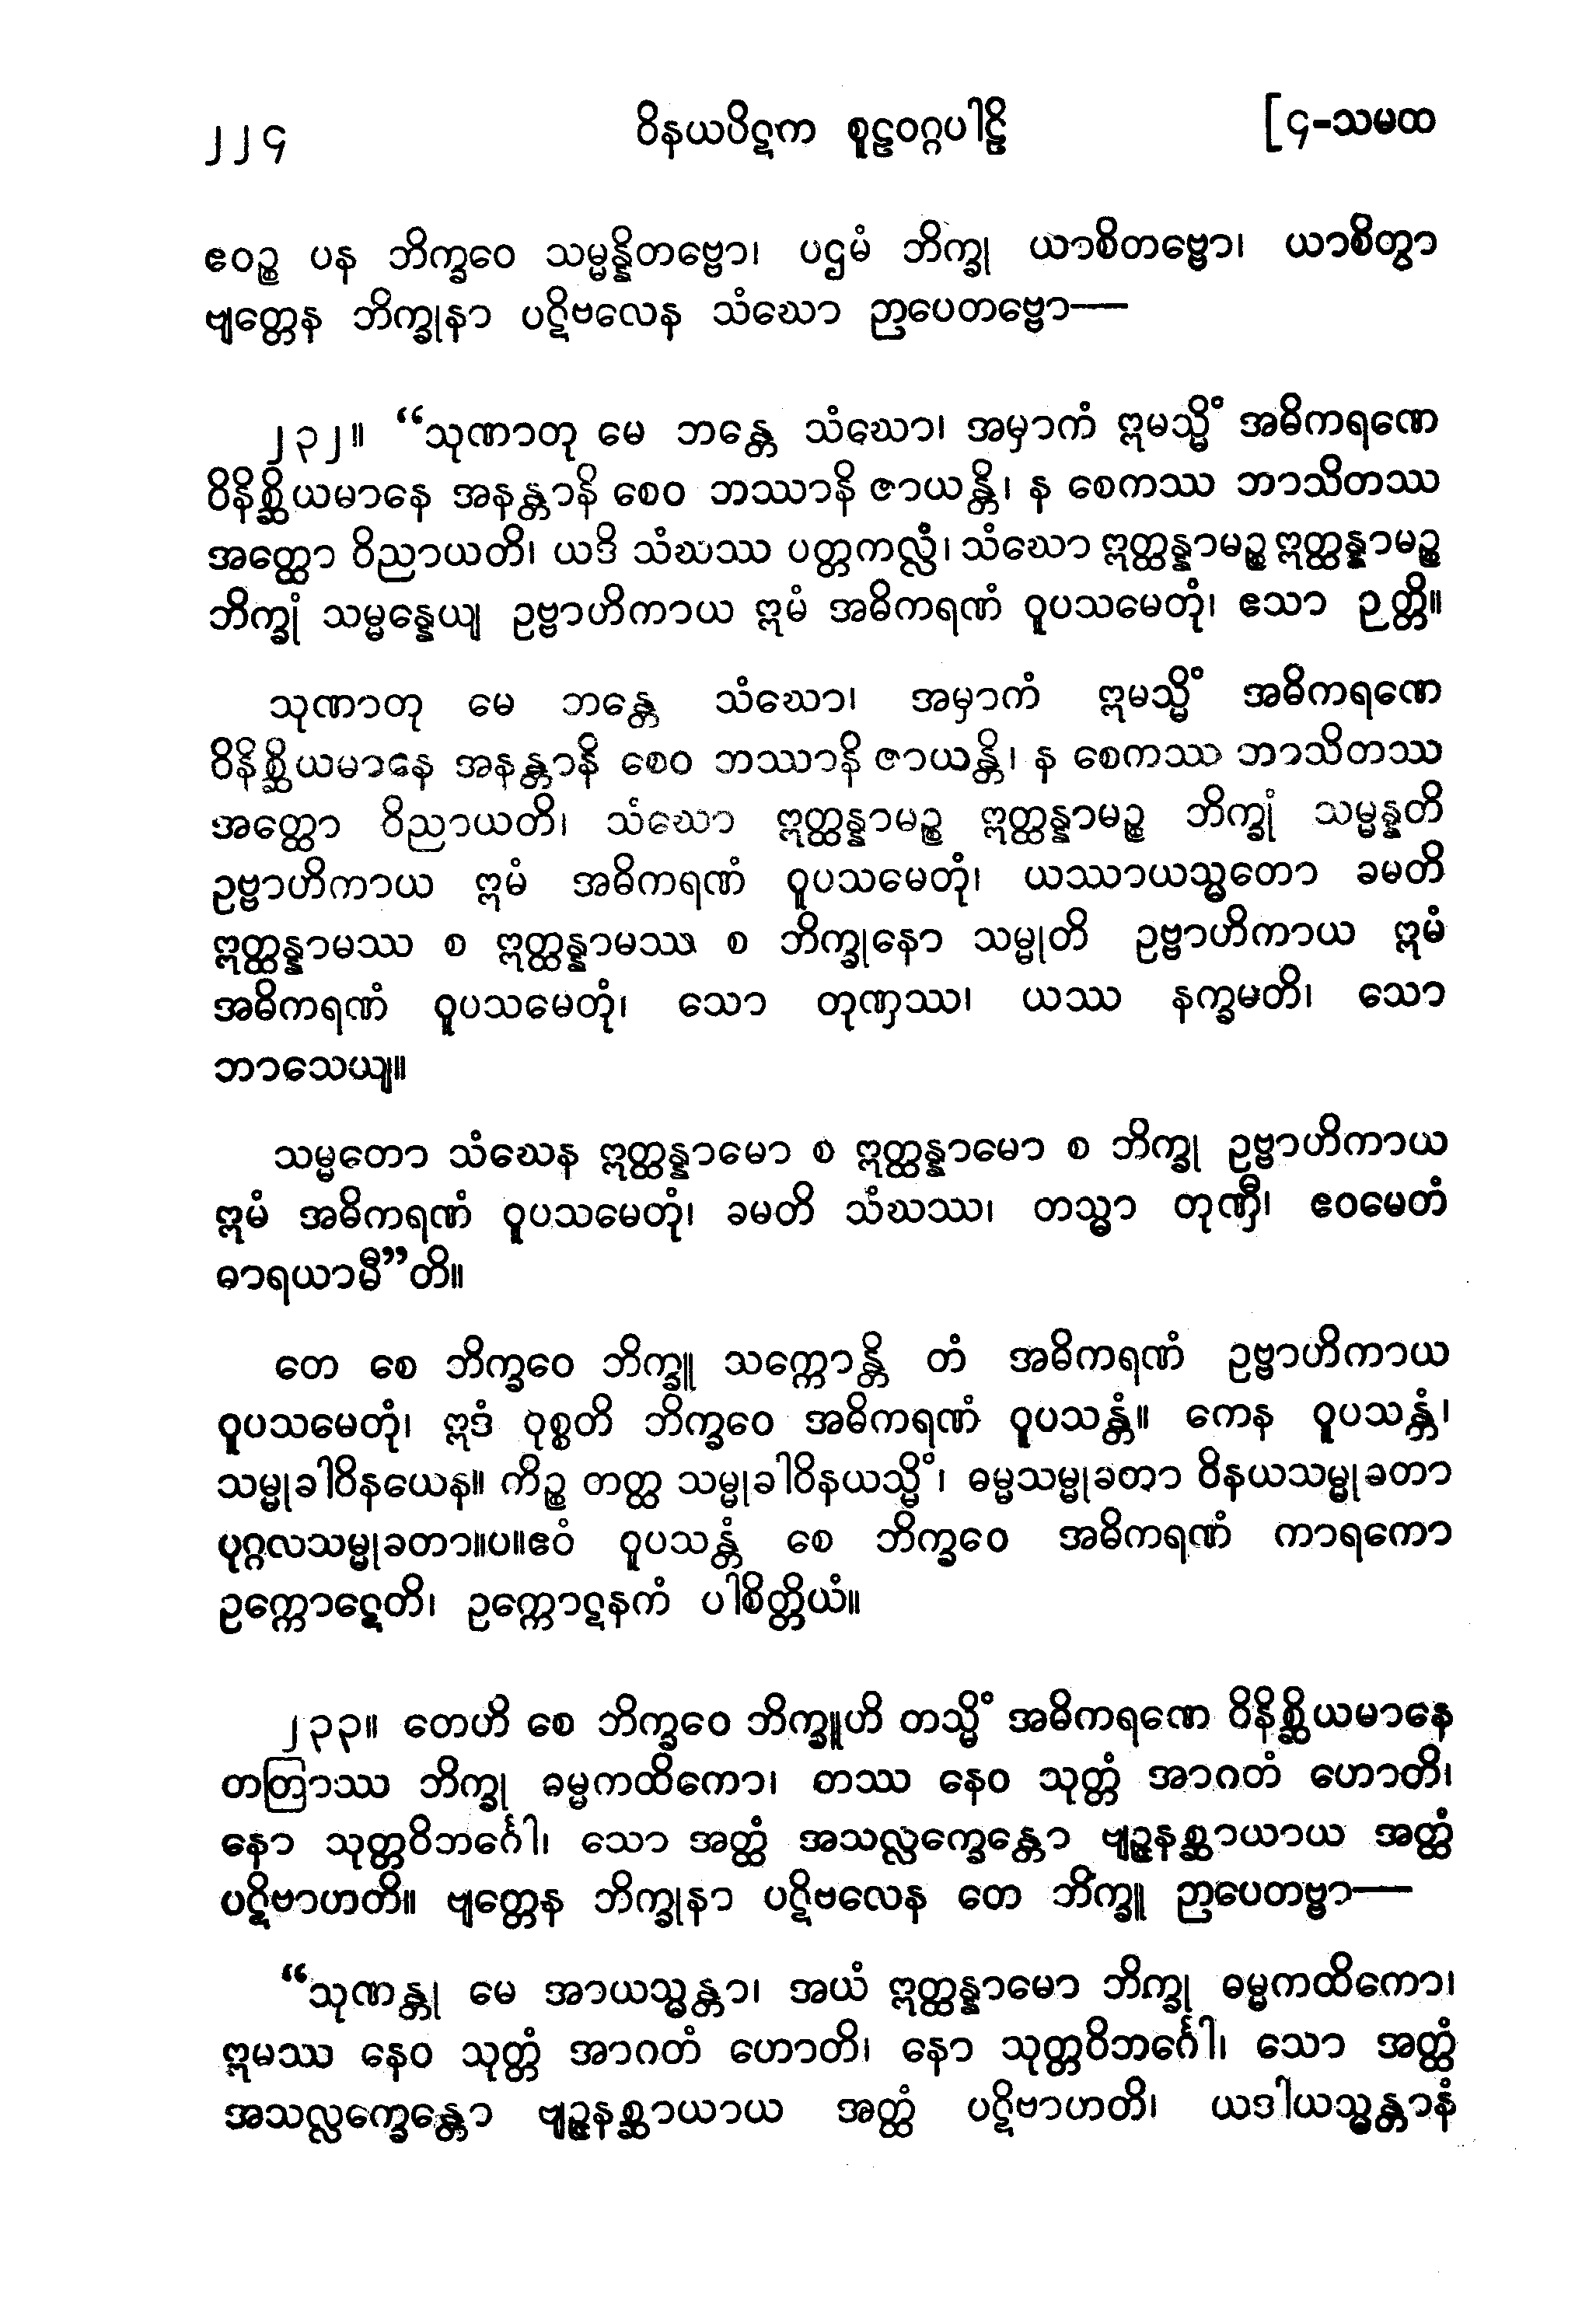 ၂၂၄ ဝိနယပိဋက စူဠဝဂ္ဂပါဠိ [၄-သမထ
ဧဝဉ္စ ပန ဘိက္ခဝေ သမ္မန္နိတဗ္ဗော၊ ပဌမံ ဘိက္ခု ယာစိတဗ္ဗော၊ ယာစိတွာ
ဗျတ္တေန ဘိက္ခုနာ ပဋိဗလေန သံဃော ဉာပေတဗ္ဗော—
၂၃၂။ “သုဏာတု မေ ဘန္တေ သံဃော၊ အမှာကံ ဣမသ္မိံ အဓိကရဏေ
ဝိနိစ္ဆိယမာနေ အနန္တာနိ စေဝ ဘဿာနိ ဇာယန္တိ၊ န စေကဿ ဘာသိတဿ
အတ္ထော ဝိညာယတိ၊ ယဒိ သံဃဿ ပတ္တကလ္လံ၊ သံဃော ဣတ္ထန္နာမဉ္စ ဣတ္ထန္နာမဉ္စ
ဘိက္ခုံ သမ္မန္နေယျ ဥဗ္ဗာဟိကာယ ဣမံ အဓိကရဏံ ဝူပသမေတုံ၊ ဧသာ ဉတ္တိ။
သုဏာတု မေ ဘန္တေ သံဃော၊ အမှာကံ ဣမသ္မိံ အဓိကရဏေ
ဝိနိစ္ဆိယမာနေ အနန္တာနိ စေဝ ဘဿာနိ ဇာယန္တိ၊ န စေကဿ ဘာသိတဿ
အတ္ထော ဝိညာယတိ၊ သံဃော ဣတ္ထန္နာမဉ္စ ဣတ္ထန္နာမဉ္စ ဘိက္ခုံ သမ္မန္နတိ
ဥဗ္ဗာဟိကာယ ဣမံ အဓိကရဏံ ဝူပသမေတုံ၊ ယဿာယသ္မတော ခမတိ
ဣတ္ထန္နာမဿ စ ဣတ္ထန္နာမဿ စ ဘိက္ခုနော သမ္မုတိ ဥဗ္ဗာဟိကာယ ဣမံ
အဓိကရဏံ ဝူပသမေတုံ၊ သော တုဏှဿ၊ ယဿ နက္ခမတိ၊ သော
ဘာသေယျ။
သမ္မတော သံဃေန ဣတ္ထန္နာမော စ ဣတ္ထန္နာမော စ ဘိက္ခု ဥဗ္ဗာဟိကာယ
ဣမံ အဓိကရဏံ ဝူပသမေတုံ၊ ခမတိ သံဃဿ၊ တသ္မာ တုဏှီ၊ ဧဝမေတံ
ဓာရယာမီ”တိ။
တေ စေ ဘိက္ခဝေ ဘိက္ခူ သက္ကောန္တိ တံ အဓိကရဏံ ဥဗ္ဗာဟိကာယ
ဝူပသမေတုံ၊ ဣဒံ ဝုစ္စတိ ဘိက္ခဝေ အဓိကရဏံ ဝူပသန္တံ။ ကေန ဝူပသန္တံ၊
သမ္မုခါဝိနယေန။ ကိဉ္စ တတ္ထ သမ္မုခါဝိနယသ္မိံ၊ ဓမ္မသမ္မုခတာ ဝိနယသမ္မုခတာ
ပုဂ္ဂလသမ္မုခတာ။ပ။ဧဝံ ဝူပသန္တံ စေ ဘိက္ခဝေ အဓိကရဏံ ကာရကော
ဥက္ကောဋေတိ၊ ဥက္ကောဋနကံ ပါစိတ္တိယံ။
၂၃၃။ တေဟိ စေ ဘိက္ခဝေ ဘိက္ခူဟိ တသ္မိံ အဓိကရဏေ ဝိနိစ္ဆိယမာနေ
တတြာဿ ဘိက္ခု ဓမ္မကထိကော၊ တဿ နေဝ သုတ္တံ အာဂတံ ဟောတိ၊
နော သုတ္တဝိဘင်္ဂေါ၊ သော အတ္ထံ အသလ္လက္ခေန္တော ဗျဉ္ဇနစ္ဆာယာယ အတ္ထံ
ပဋိဗာဟတိ။ ဗျတ္တေန ဘိက္ခုနာ ပဋိဗလေန တေ ဘိက္ခူ ဉာပေတဗ္ဗာ—
“သုဏန္တု မေ အာယသ္မန္တာ၊ အယံ ဣတ္ထန္နာမော ဘိက္ခု ဓမ္မကထိကော၊
ဣမဿ နေဝ သုတ္တံ အာဂတံ ဟောတိ၊ နော သုတ္တဝိဘင်္ဂေါ၊ သော အတ္ထံ
အသလ္လက္ခေန္တော ဗျဉ္ဇနစ္ဆာယာယ အတ္ထံ ပဋိဗာဟတိ၊ ယဒါယသ္မန္တာနံ